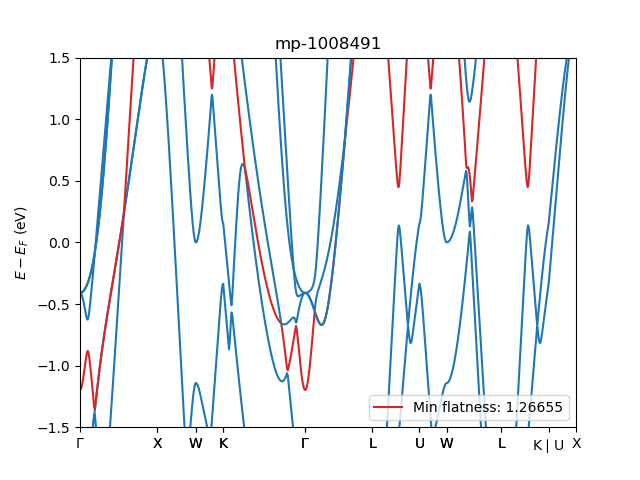 mp-1008491
E − E_F (eV)
1.5
1.0
0.5
0.0
−0.5
−1.0
−1.5
Min flatness: 1.26655
Γ X W K Γ L U W L K | U X